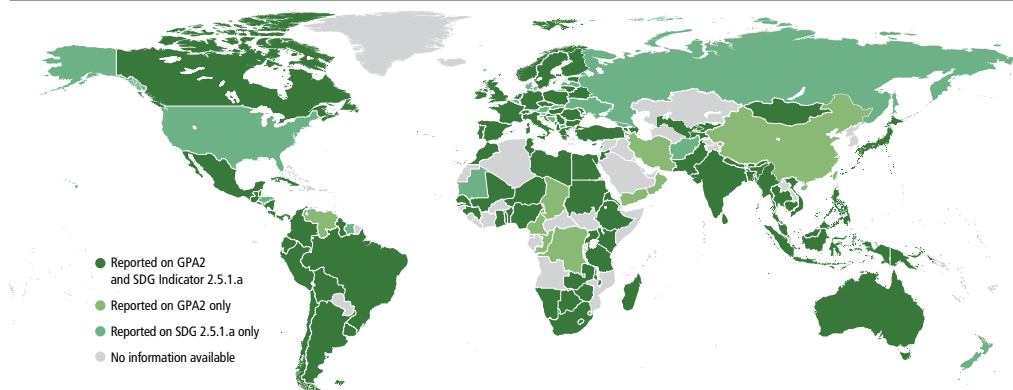 Reported on GPA2
and SDG Indicator 2.5.1.a
Reported on GPA2 only
Reported on SDG 2.5.1.a only
No information available